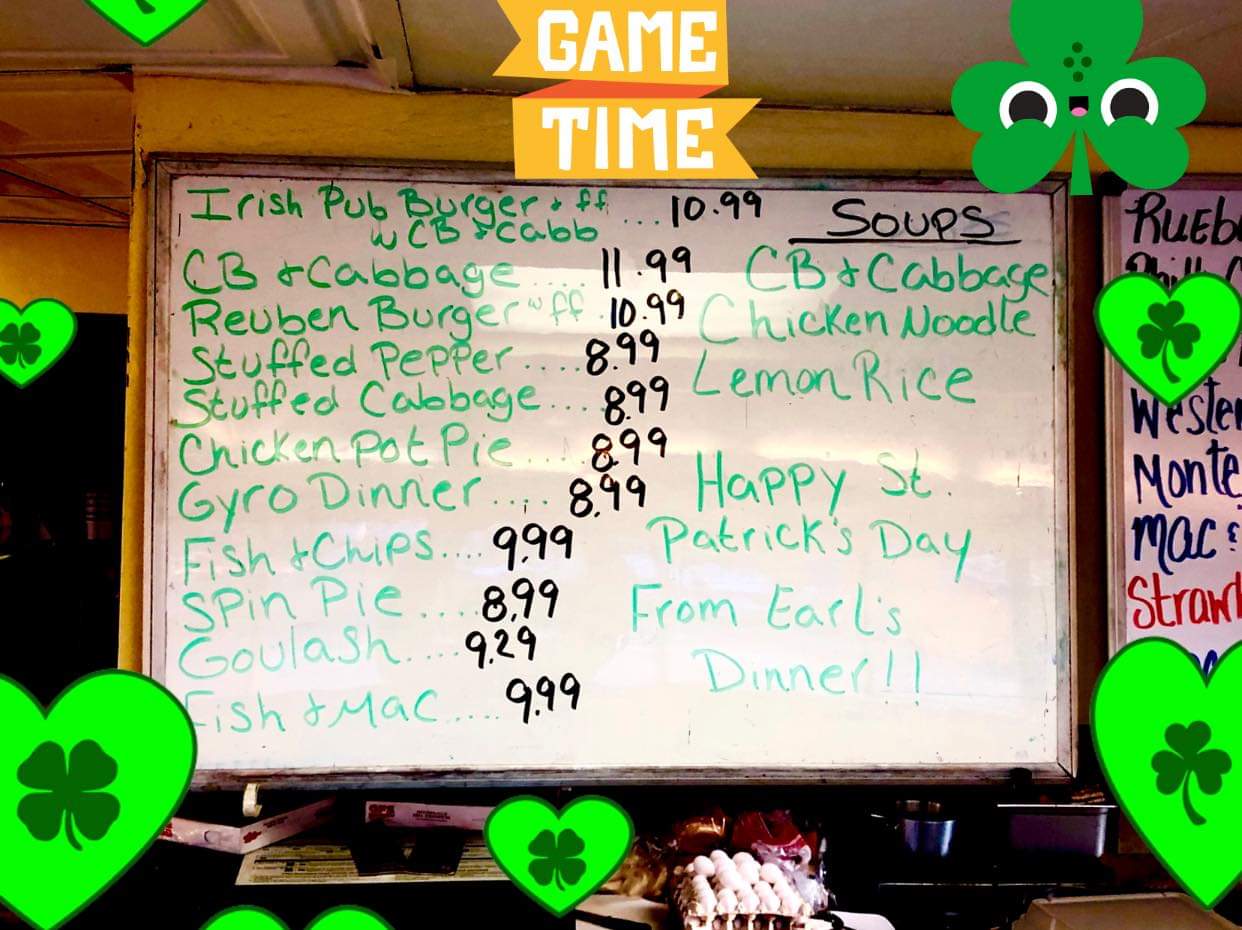 GAME
TIME
Irish Pub Burger & ff ... 10.99
w CB & Cabb
CB & Cabbage .... 11.99
Reuben Burger w ff . 10.99
Stuffed Pepper .... 8.99
Stuffed Cabbage ... 8.99
Chicken Pot Pie .... 8.99
Gyro Dinner .... 8.99
Fish & Chips .... 9.99
Spin Pie .... 8.99
Goulash .... 9.29
Fish & Mac .... 9.99
Soups
CB & Cabbage
Chicken Noodle
Lemon Rice
Happy St.
Patrick's Day
From Earl's
Dinner!!
Mac &